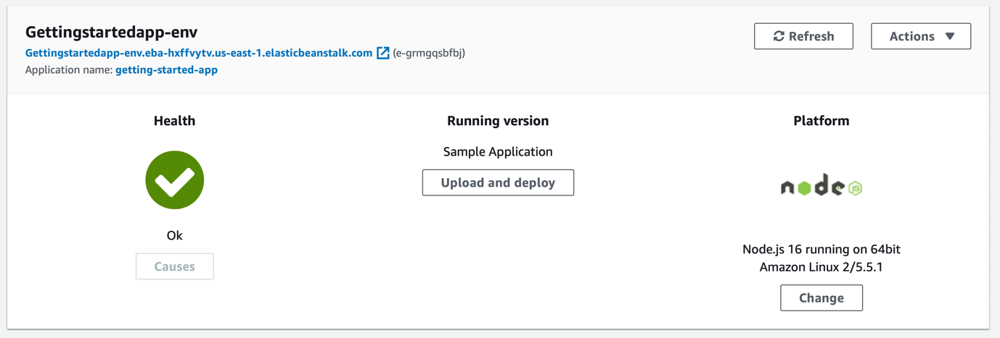 Gettingstartedapp-env
Refresh
Actions
Gettingstartedapp-env.eba-hxffvytv.us-east-1.elasticbeanstalk.com (e-grmgqsbfbj)
Application name: getting-started-app
Health
Ok
Causes
Running version
Sample Application
Upload and deploy
Platform
node
JS
Node.js 16 running on 64bit
Amazon Linux 2/5.5.1
Change